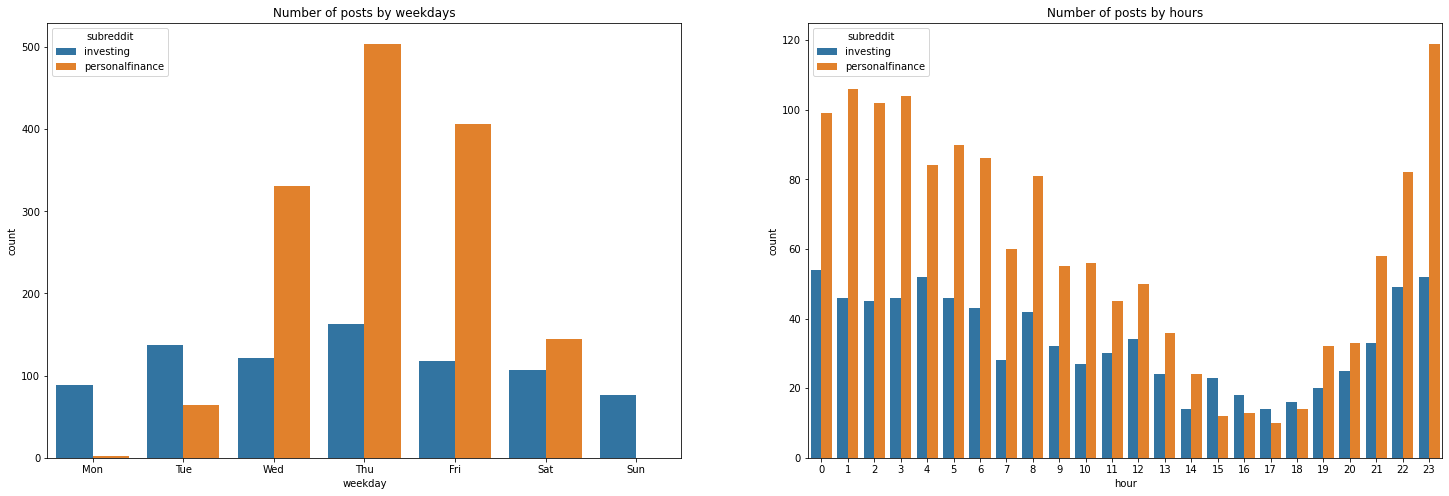 Number of posts by weekdays
subreddit
investing
personalfinance
500
400
300
200
100
0
count
Mon Tue Wed Thu Fri Sat Sun
weekday
Number of posts by hours
subreddit
investing
personalfinance
120
100
80
60
40
20
0
count
0 1 2 3 4 5 6 7 8 9 10 11 12 13 14 15 16 17 18 19 20 21 22 23
hour